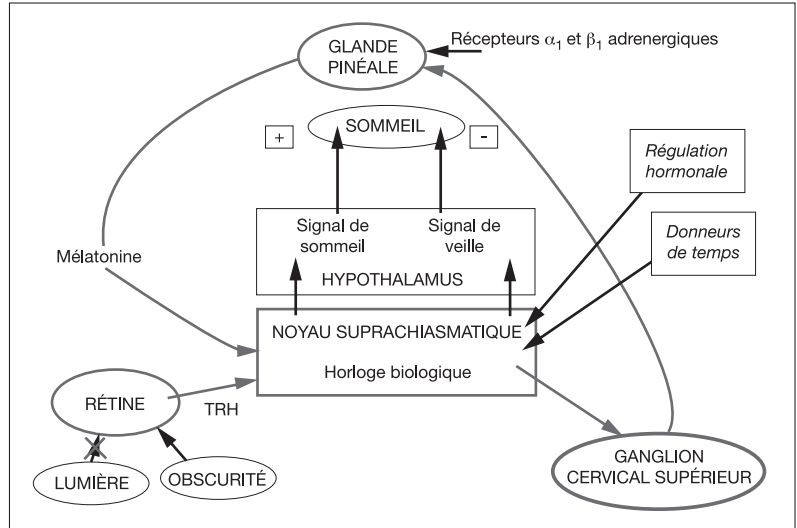 GLANDE
PINÉALE
Récepteurs α1 et β1 adrenergiques
+
SOMMEIL
-
Régulation
hormonale
Signal de
sommeil
Signal de
veille
Donneurs
de temps
Mélatonine
HYPOTHALAMUS
NOYAU SUPRACHIASMATIQUE
Horloge biologique
RÉTINE
TRH
GANGLION
CERVICAL SUPÉRIEUR
LUMIÈRE
OBSCURITÉ